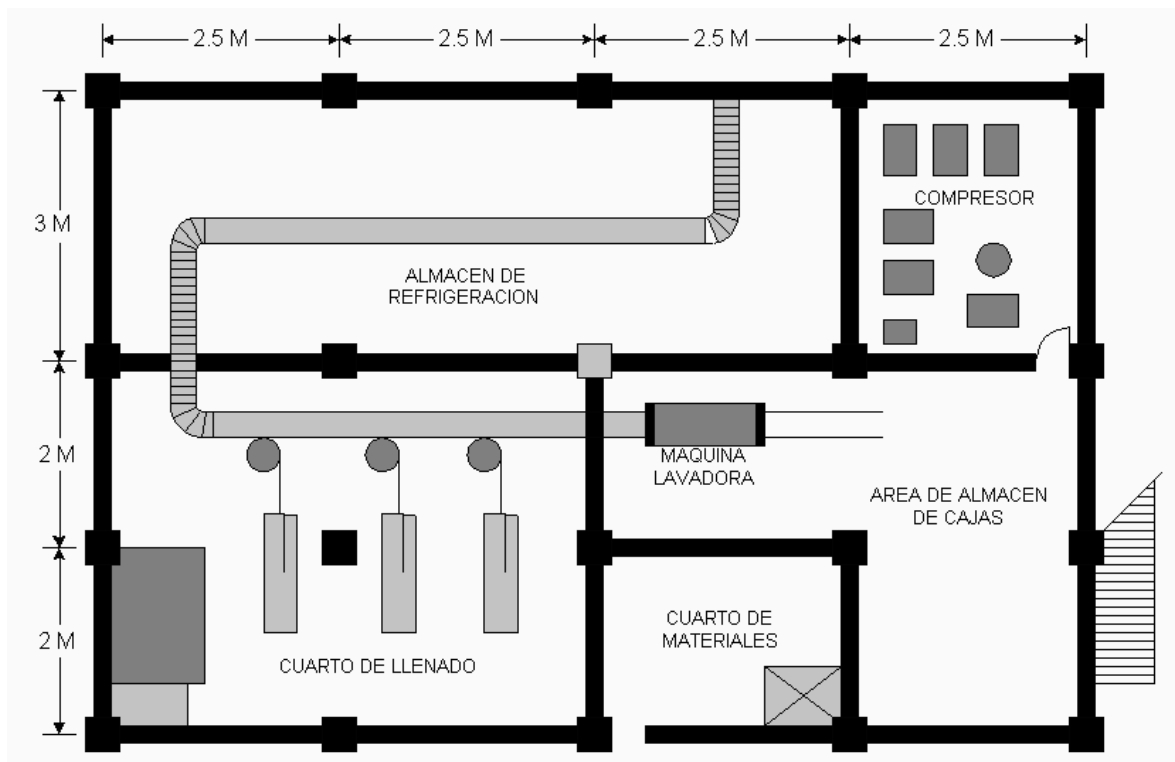 2.5 M
2.5 M
2.5 M
2.5 M
3 M
COMPRESOR
ALMACEN DE
REFRIGERACION
2 M
MAQUINA
LAVADORA
AREA DE ALMACEN
DE CAJAS
2 M
CUARTO DE
MATERIALES
CUARTO DE LLENADO